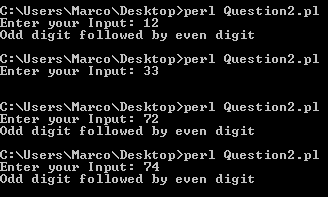 C:\Users\Marco\Desktop>perl Question2.pl
Enter your Input: 12
Odd digit followed by even digit
C:\Users\Marco\Desktop>perl Question2.pl
Enter your Input: 33
C:\Users\Marco\Desktop>perl Question2.pl
Enter your Input: 72
Odd digit followed by even digit
C:\Users\Marco\Desktop>perl Question2.pl
Enter your Input: 74
Odd digit followed by even digit